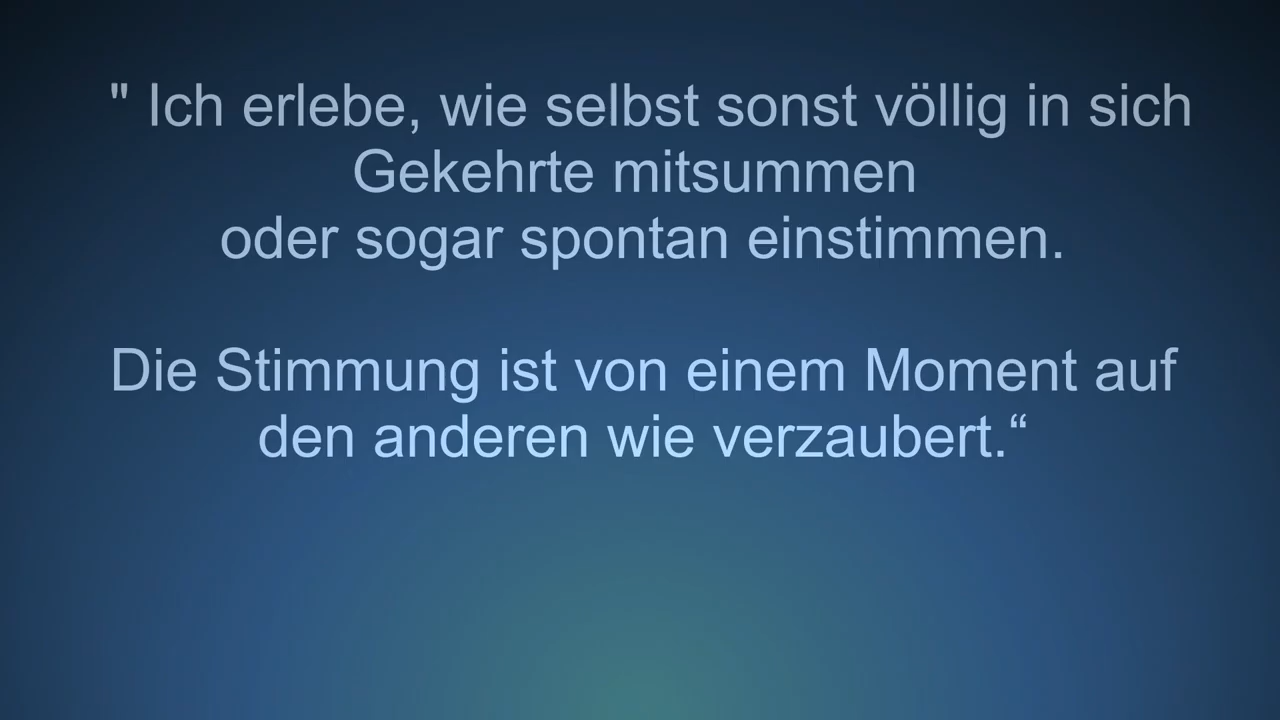 " Ich erlebe, wie selbst sonst völlig in sich
Gekehrte mitsummen
oder sogar spontan einstimmen.
Die Stimmung ist von einem Moment auf
den anderen wie verzaubert.“